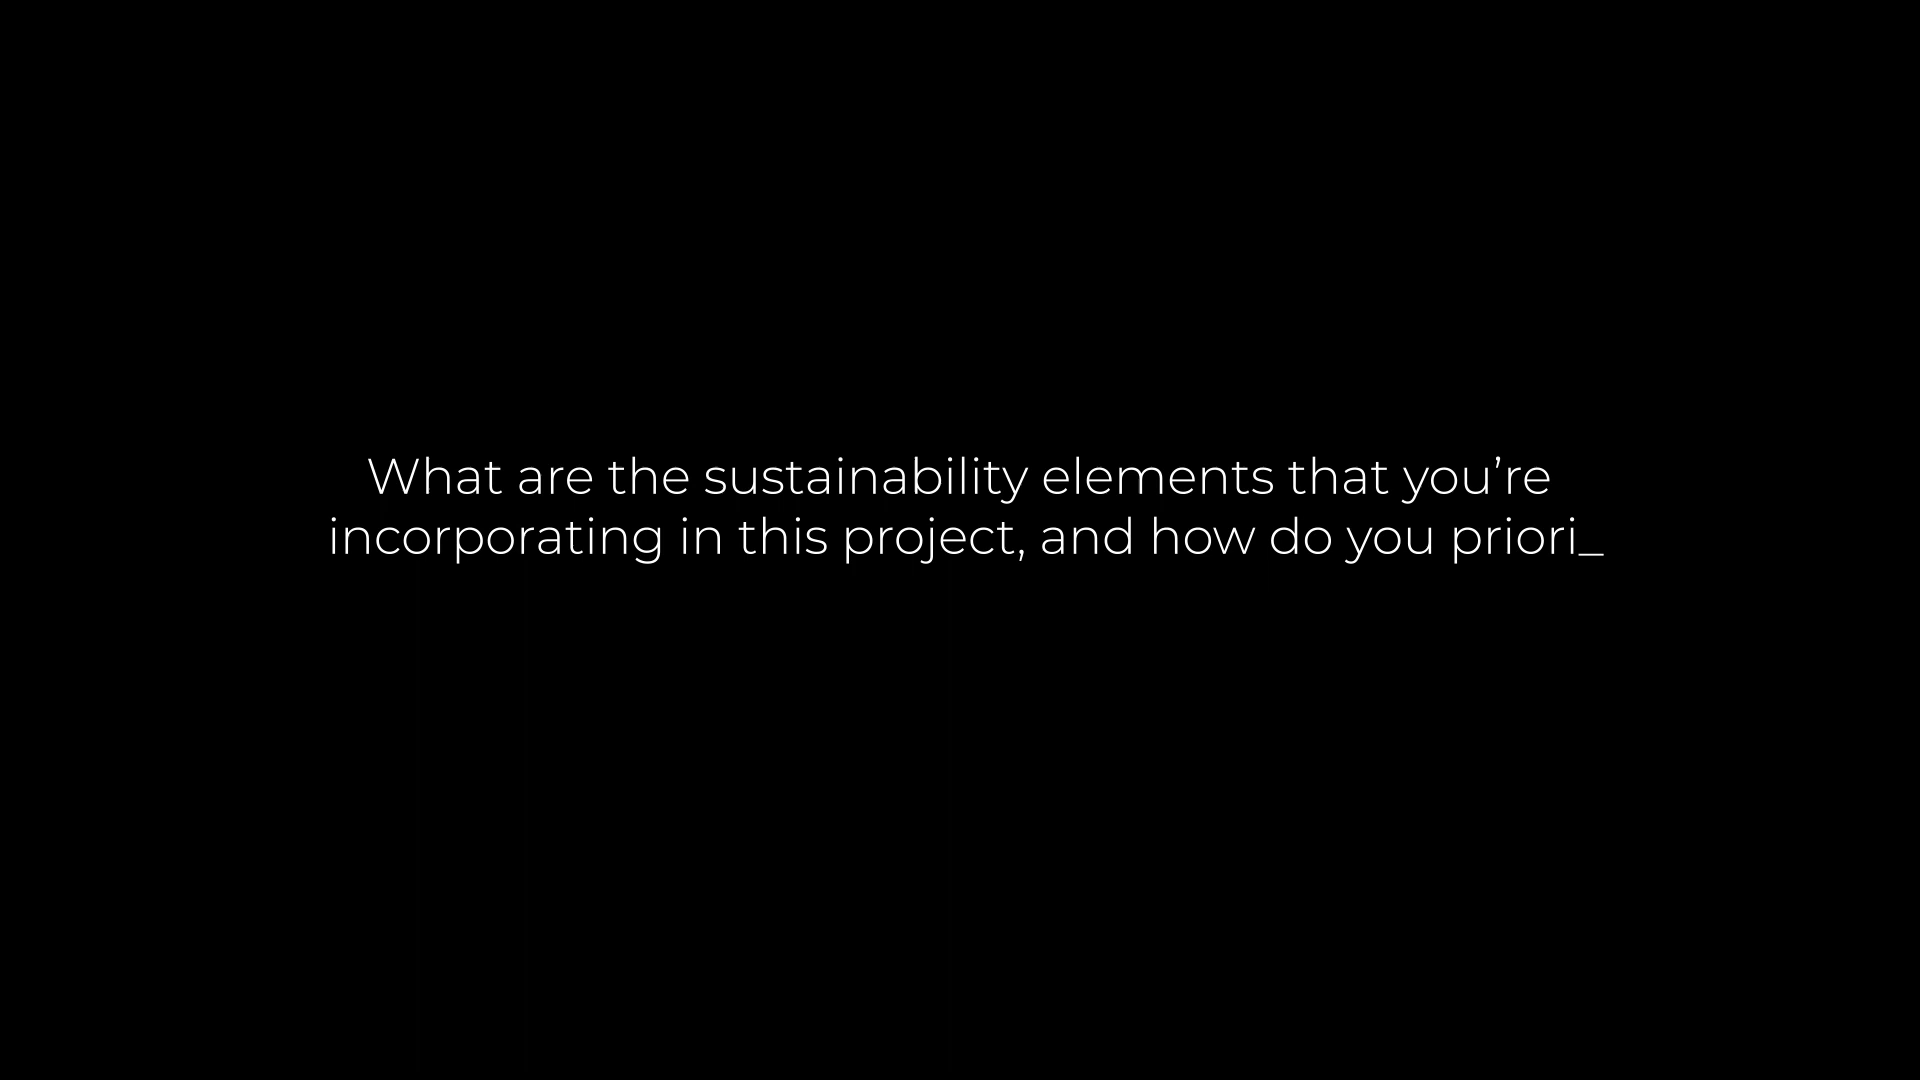 What are the sustainability elements that you’re
incorporating in this project, and how do you priori_